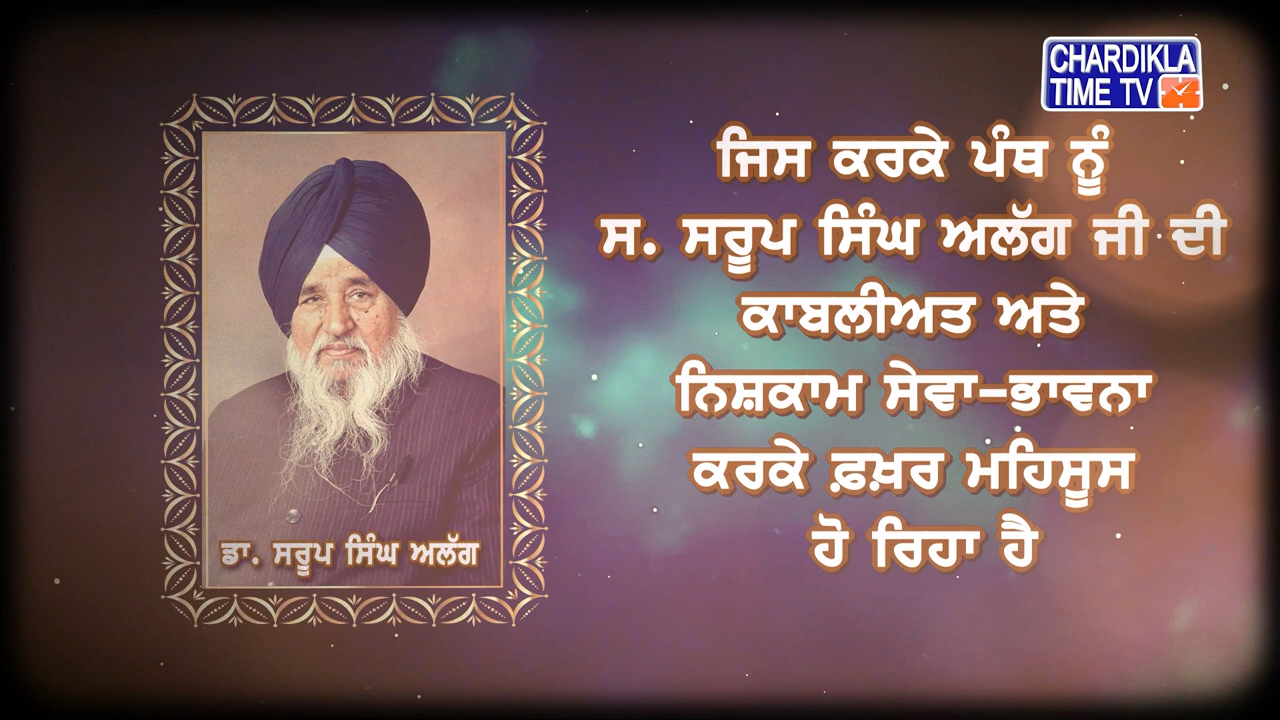 CHARDIKLA
TIME TV
ਜਿਸ ਕਰਕੇ ਪੰਥ ਨੂੰ
ਸ. ਸਰੂਪ ਸਿੰਘ ਅਲੱਗ ਜੀ ਦੀ
ਕਾਬਲੀਅਤ ਅਤੇ
ਨਿਸ਼ਕਾਮ ਸੇਵਾ-ਭਾਵਨਾ
ਕਰਕੇ ਫ਼ਖ਼ਰ ਮਹਿਸੂਸ
ਹੋ ਰਿਹਾ ਹੈ
ਡਾ. ਸਰੂਪ ਸਿੰਘ ਅਲੱਗ